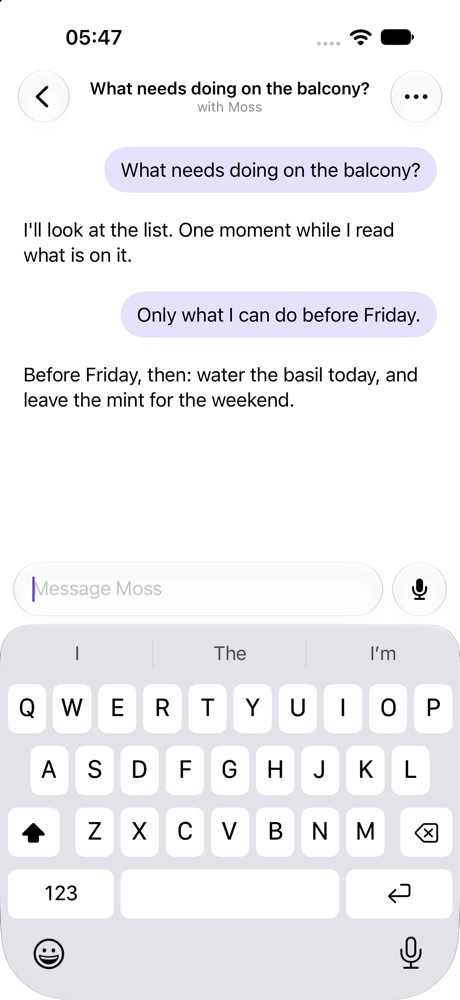 05:47
What needs doing on the balcony?
with Moss
What needs doing on the balcony?
I'll look at the list. One moment while I read
what is on it.
Only what I can do before Friday.
Before Friday, then: water the basil today, and
leave the mint for the weekend.
Message Moss
I The I'm
Q W E R T Y U I O P
A S D F G H J K L
Z X C V B N M
123